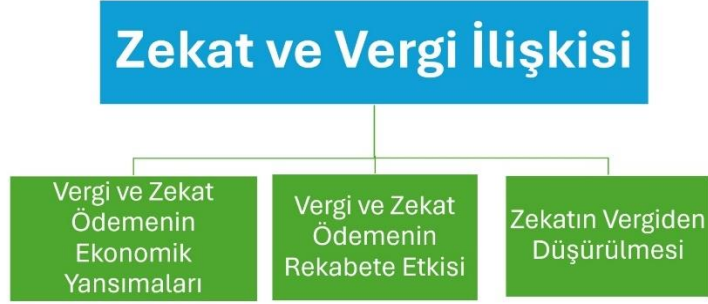 Zekat ve Vergi İlişkisi
Vergi ve Zekat
Ödemenin
Ekonomik
Yansımaları
Vergi ve Zekat
Ödemenin
Rekabete Etkisi
Zekatın Vergiden
Düşürülmesi